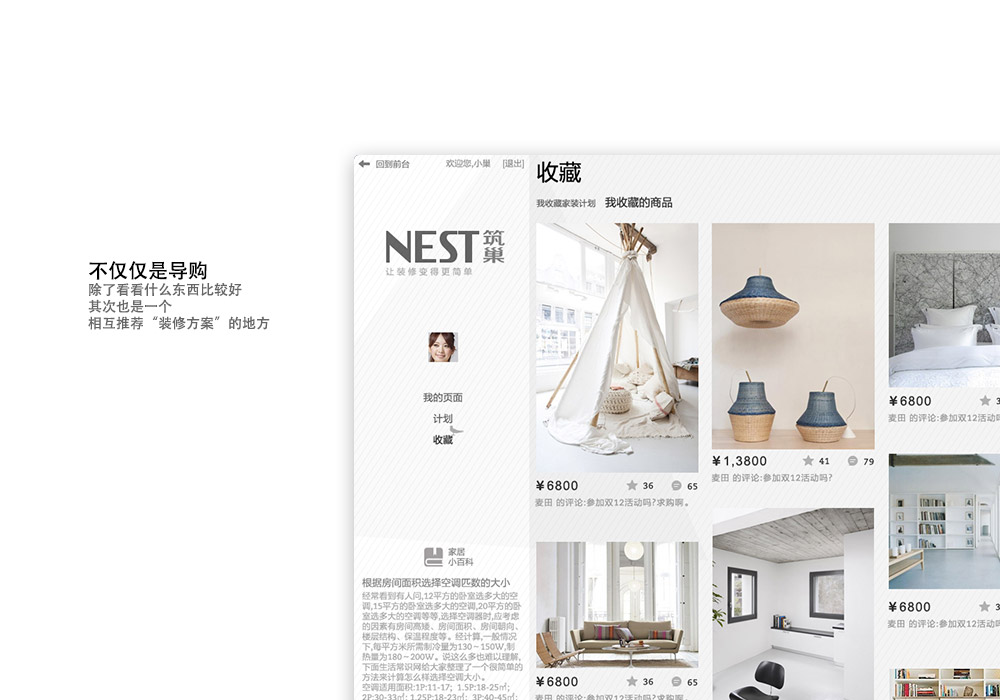 不仅仅是导购
除了看看什么东西比较好
其次也是一个
相互推荐“装修方案”的地方
回到前台 欢迎您,小巢 [退出]
NEST 筑巢
让装修变得更简单
我的页面
计划
收藏
家居
小百科
根据房间面积选择空调匹数的大小
经常看到有人问,12平方的卧室选多大的空
调,15平方的卧室选多大的空调,20平方的卧
室选多大的空调等等,选择空调器时,应考虑
的因素有房间高矮、房间面积、房间朝向、
楼层结构、保温程度等。经计算,一般情况
下,每平方米所需制冷量为130～150W,制
热量为180～200W。说这么多也难以理解,
下面生活常识网给大家整理了一个很简单的
方法来计算怎么样选择空调大小。
空调适用面积:1P:11-17; 1.5P:18-25㎡;
2P:30-33㎡; 1.25P:18-23㎡; 3P:40-45㎡;
收藏
我收藏家装计划 我收藏的商品
¥6800 36 65
麦田 的评论:参加双12活动吗?求购啊。
¥6800 36 65
麦田 的评论:参加双12活动吗?求购啊。
¥1,3800 41 79
麦田 的评论:参加双12活动吗?
¥6800 3
麦田 的评论:参加双12活动吗
¥6800 3
麦田 的评论:参加双12活动吗